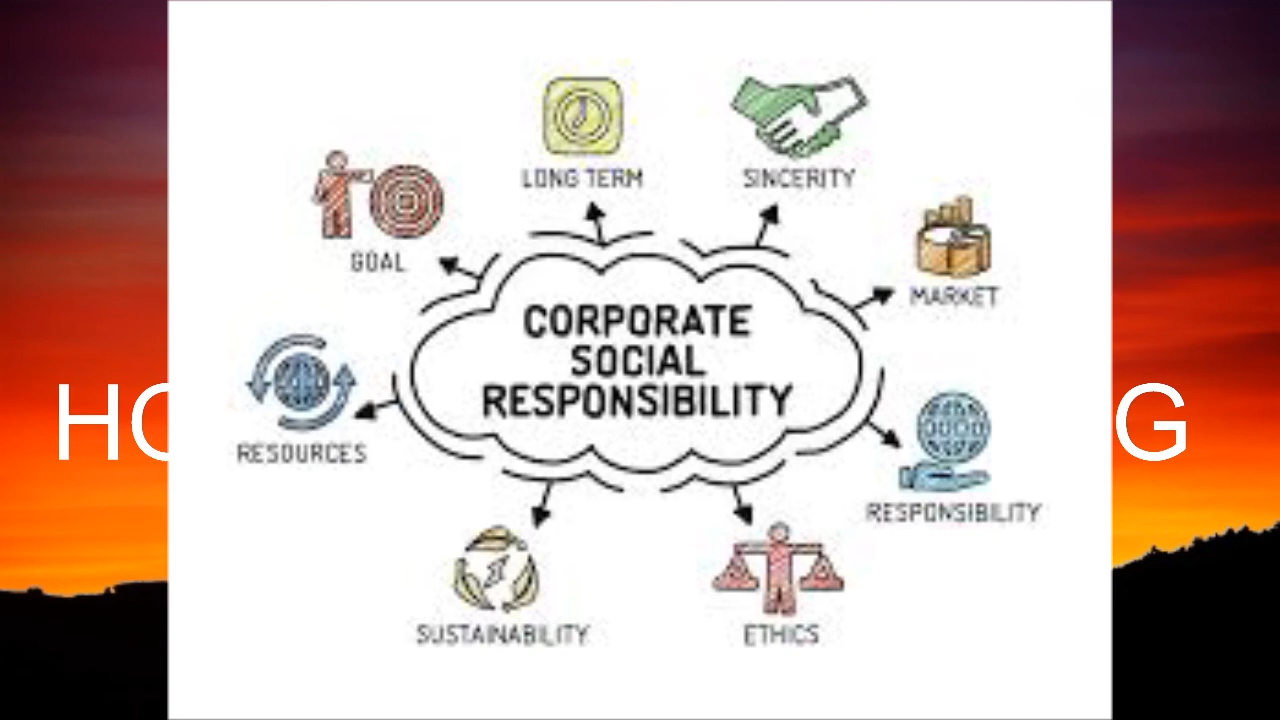 LONG TERM
SINCERITY
GOAL
MARKET
CORPORATE
SOCIAL
RESPONSIBILITY
RESOURCES
RESPONSIBILITY
SUSTAINABILITY
ETHICS